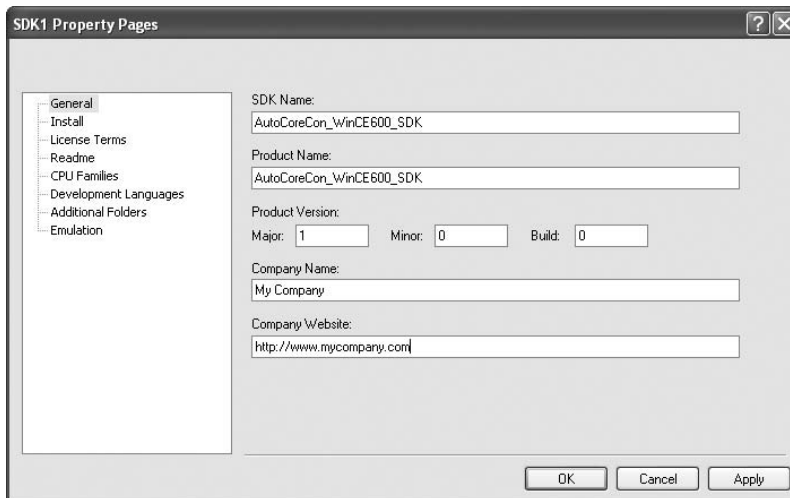 SDK1 Property Pages
General
Install
License Terms
Readme
CPU Families
Development Languages
Additional Folders
Emulation
SDK Name:
AutoCoreCon_WinCE600_SDK
Product Name:
AutoCoreCon_WinCE600_SDK
Product Version:
Major: 1 Minor: 0 Build: 0
Company Name:
My Company
Company Website:
http://www.mycompany.com
OK Cancel Apply